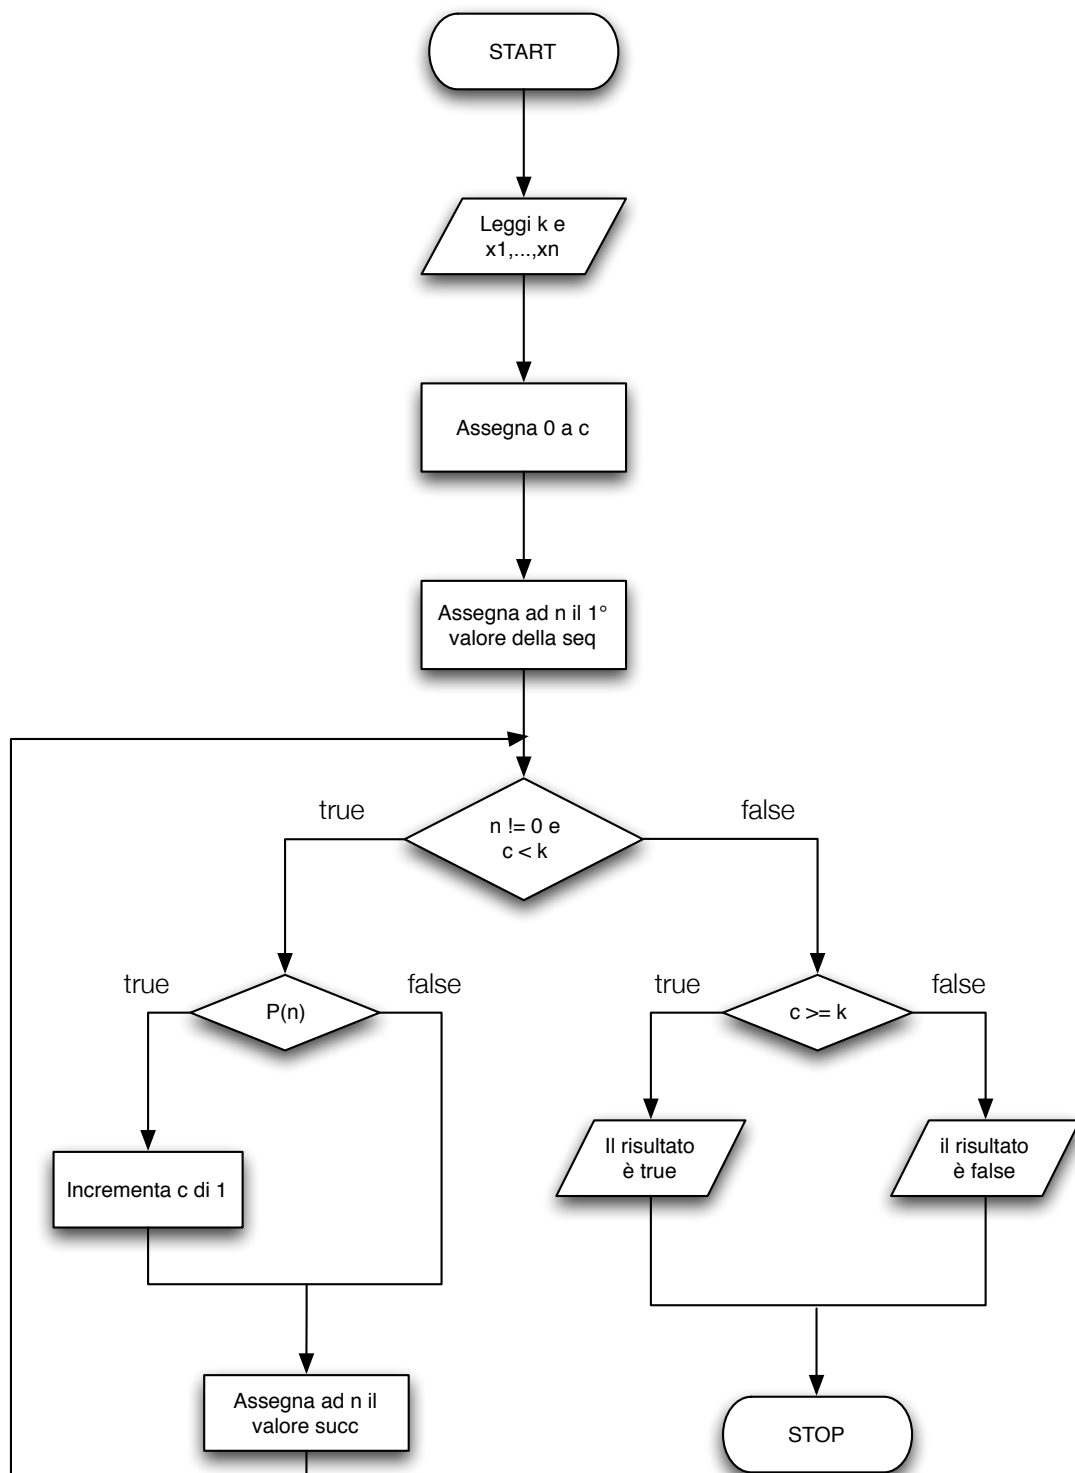 START
Leggi k e
x1,...,xn
Assegna 0 a c
Assegna ad n il 1°
valore della seq
true
n != 0 e
c < k
false
true
P(n)
false
true
c >= k
false
Incrementa c di 1
Il risultato
è true
il risultato
è false
Assegna ad n il
valore succ
STOP